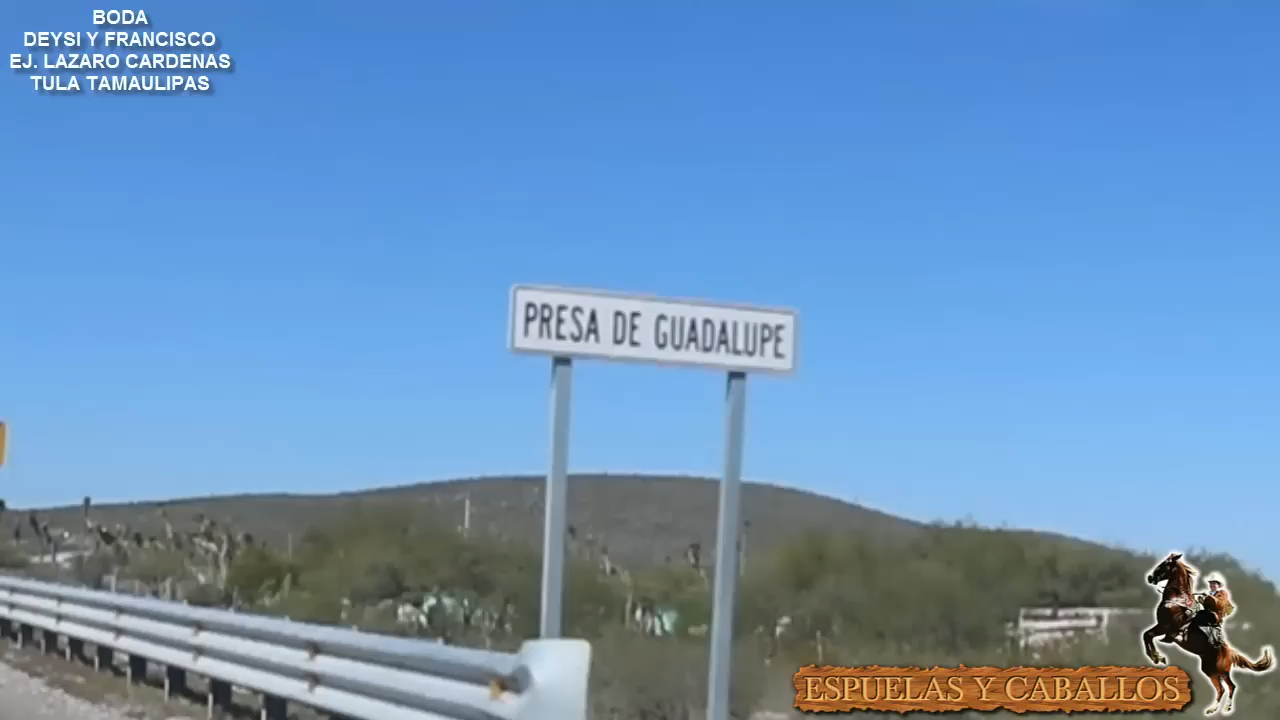 BODA
DEYSI Y FRANCISCO
EJ. LAZARO CARDENAS
TULA TAMAULIPAS
PRESA DE GUADALUPE
ESPUELAS Y CABALLOS